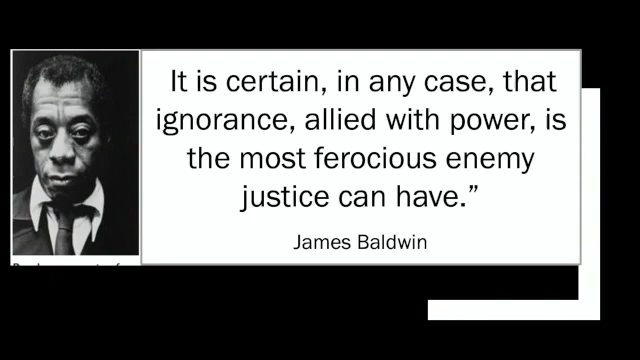 It is certain, in any case, that
ignorance, allied with power, is
the most ferocious enemy
justice can have.”
James Baldwin